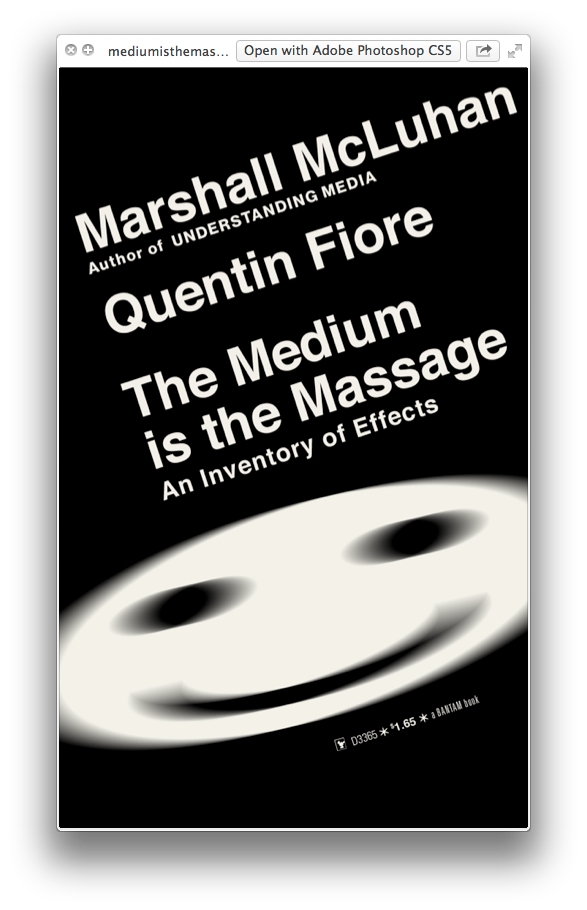 mediumisthemas...
Open with Adobe Photoshop CS5
Marshall McLuhan
Author of UNDERSTANDING MEDIA
Quentin Fiore
The Medium
is the Massage
An Inventory of Effects
D3365 * $1.65 * a BANTAM book